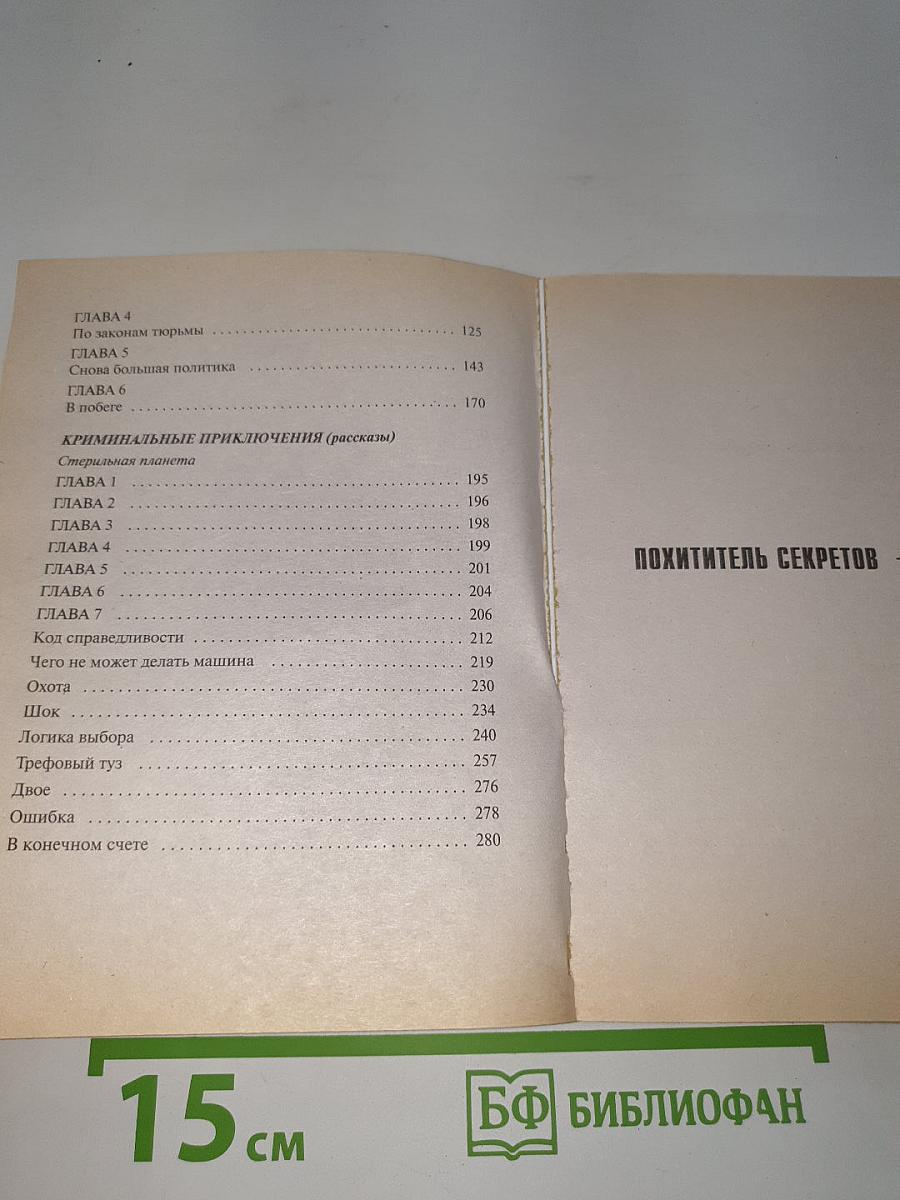 ГЛАВА 4
По законам тюрьмы ................................ 125
ГЛАВА 5
Снова большая политика ............................ 143
ГЛАВА 6
В побеге ............................................ 170
КРИМИНАЛЬНЫЕ ПРИКЛЮЧЕНИЯ (рассказы)
Стерильная планета
ГЛАВА 1 ............................................ 195
ГЛАВА 2 ............................................ 196
ГЛАВА 3 ............................................ 198
ГЛАВА 4 ............................................ 199
ГЛАВА 5 ............................................ 201
ГЛАВА 6 ............................................ 204
ГЛАВА 7 ............................................ 206
Код справедливости ................................ 212
Чего не может делать машина ........................ 219
Охота .............................................. 230
Шок ................................................ 234
Логика выбора ...................................... 240
Трефовый туз ....................................... 257
Двое ............................................... 276
Ошибка ............................................. 278
В конечном счете ................................... 280
ПОХИТИТЕЛЬ СЕКРЕТОВ
15 см
БФ БИБЛИОФАН